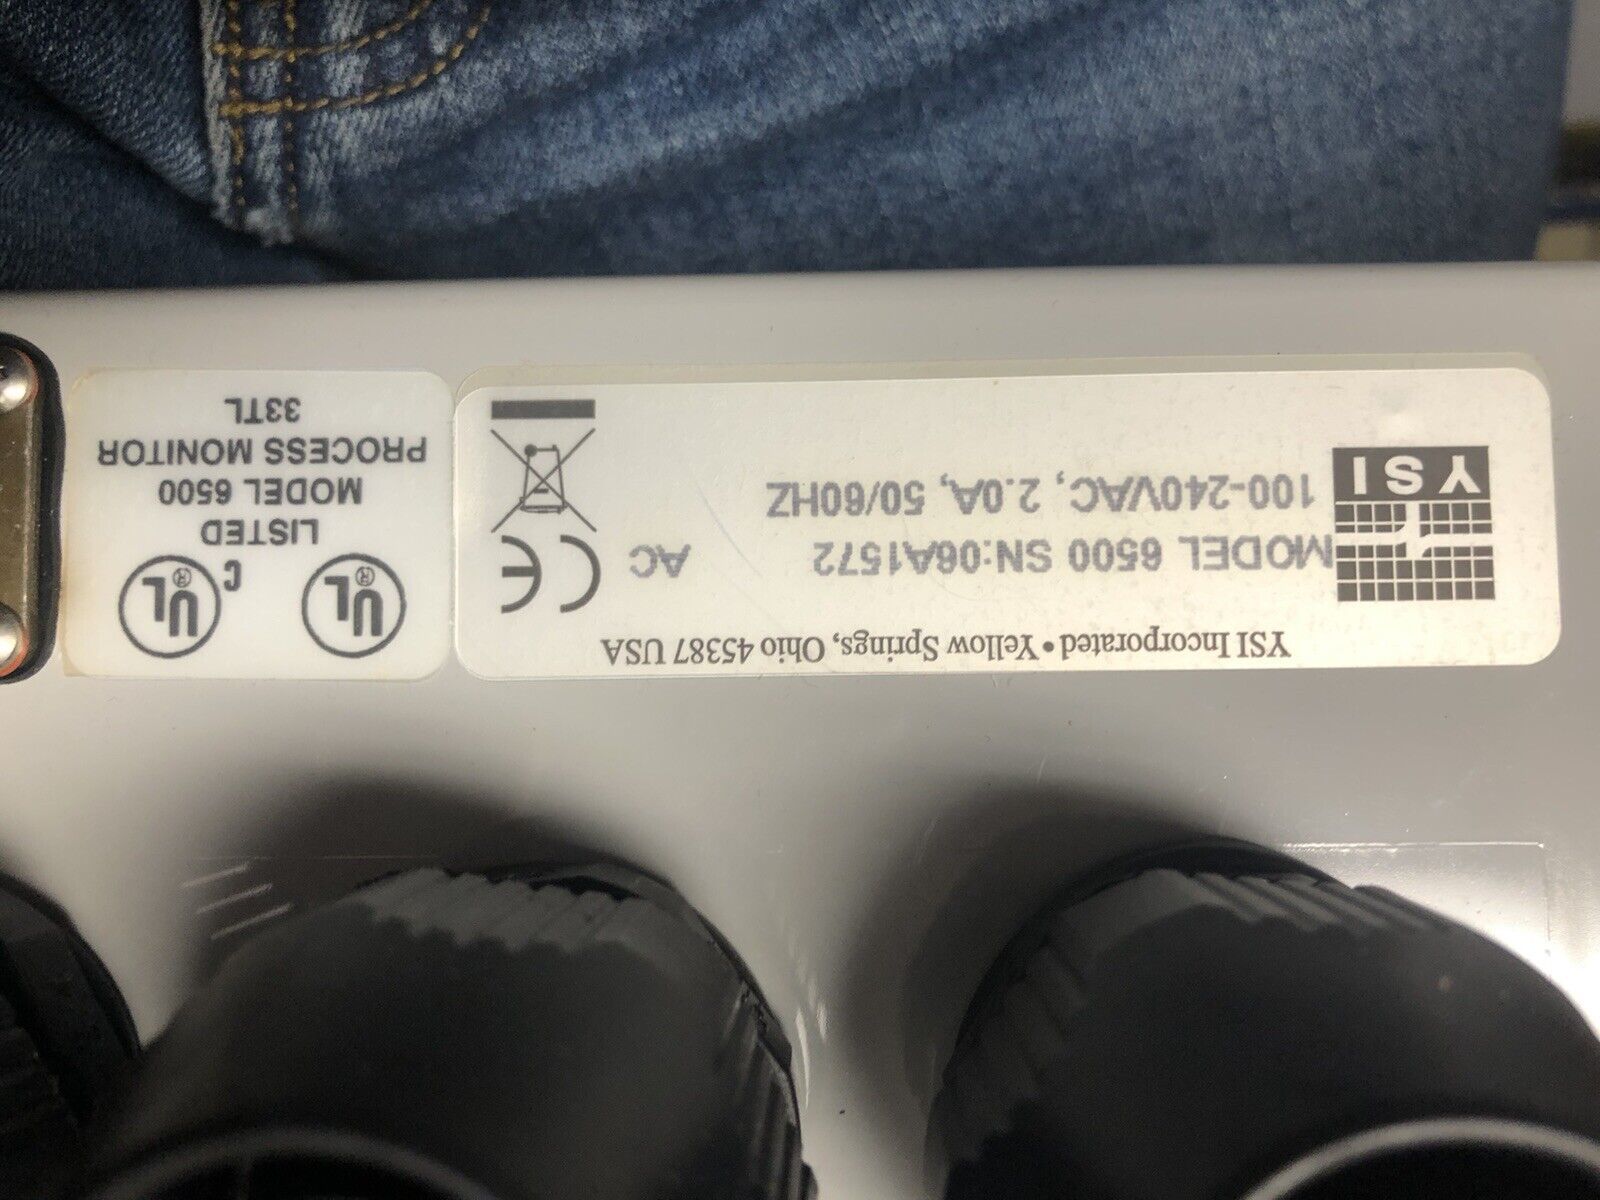 YSI Incorporated • Yellow Springs, Ohio 45387 USA
MODEL 6500 SN:06A1572 AC
100-240VAC, 2.0A, 50/60HZ
YSI
CE
UL ®
C UL ®
LISTED
MODEL 6500
PROCESS MONITOR
33TL